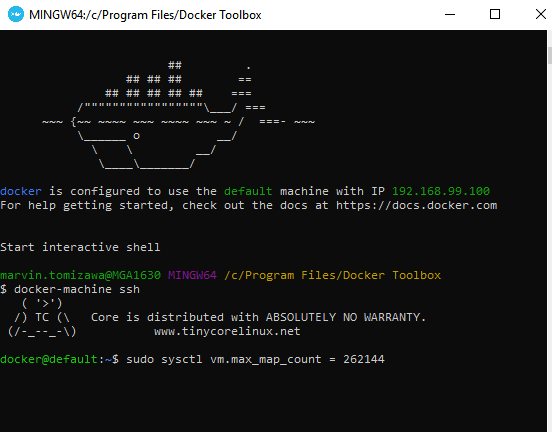 MINGW64:/c/Program Files/Docker Toolbox
                        ##         .
                  ## ## ##        ==
               ## ## ## ## ##    ===
           /"""""""""""""""""\___/ ===
      ~~~ {~~ ~~~~ ~~~ ~~~~ ~~~ ~ /  ===- ~~~
           \______ o           __/
             \    \         __/
              \____\_______/
docker is configured to use the default machine with IP 192.168.99.100
For help getting started, check out the docs at https://docs.docker.com
Start interactive shell
marvin.tomizawa@MGA1630 MINGW64 /c/Program Files/Docker Toolbox
$ docker-machine ssh
   ( '>')
  /) TC (\   Core is distributed with ABSOLUTELY NO WARRANTY.
 (/-_--_-\)           www.tinycorelinux.net
docker@default:~$ sudo sysctl vm.max_map_count = 262144